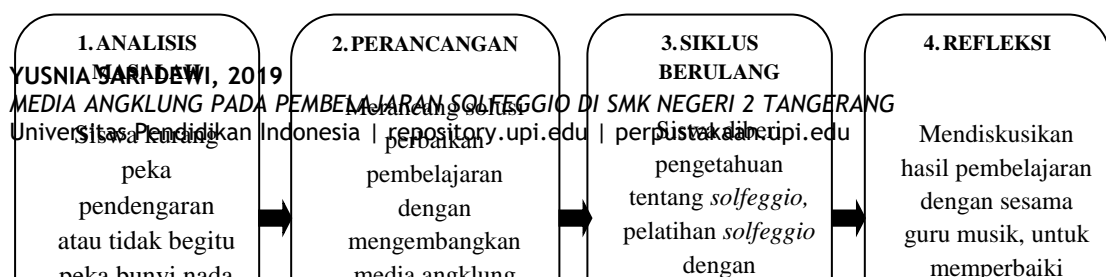 1. ANALISIS
MASALAH
Siswa kurang
peka
pendengaran
atau tidak begitu
peka bunyi nada
2. PERANCANGAN
Merancang solusi
perbaikan
pembelajaran
dengan
mengembangkan
media angklung
3. SIKLUS
BERULANG
Siswa diberi
pengetahuan
tentang solfeggio,
pelatihan solfeggio
dengan
4. REFLEKSI
Mendiskusikan
hasil pembelajaran
dengan sesama
guru musik, untuk
memperbaiki
YUSNIA SARI DEWI, 2019
MEDIA ANGKLUNG PADA PEMBELAJARAN SOLFEGGIO DI SMK NEGERI 2 TANGERANG
Universitas Pendidikan Indonesia | repository.upi.edu | perpustakaan.upi.edu